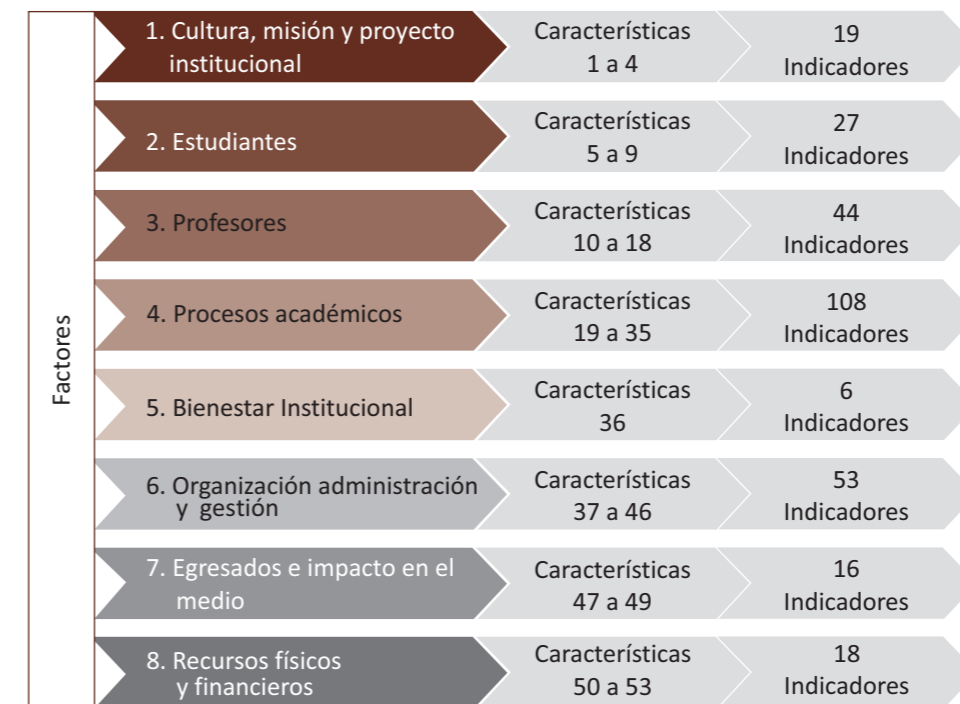 Factores
1. Cultura, misión y proyecto
institucional
Características
1 a 4
19
Indicadores
2. Estudiantes
Características
5 a 9
27
Indicadores
3. Profesores
Características
10 a 18
44
Indicadores
4. Procesos académicos
Características
19 a 35
108
Indicadores
5. Bienestar Institucional
Características
36
6
Indicadores
6. Organización administración
y gestión
Características
37 a 46
53
Indicadores
7. Egresados e impacto en el
medio
Características
47 a 49
16
Indicadores
8. Recursos físicos
y financieros
Características
50 a 53
18
Indicadores